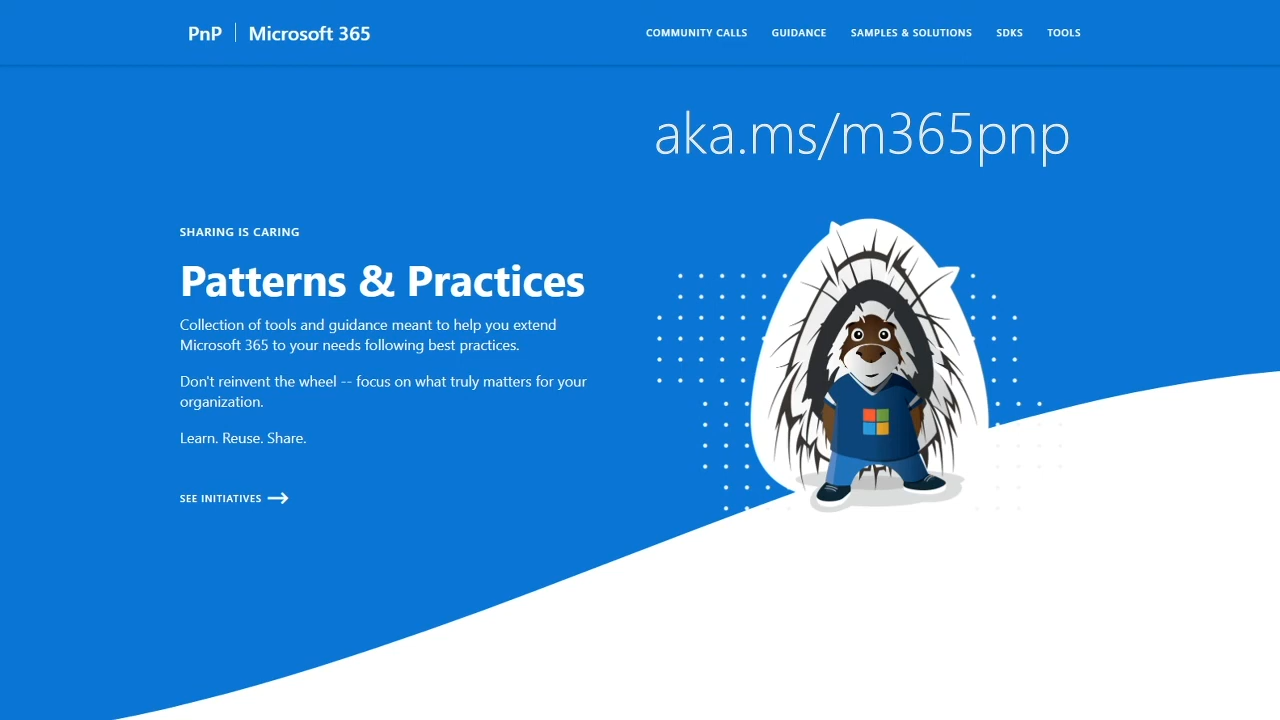 PnP | Microsoft 365
COMMUNITY CALLS GUIDANCE SAMPLES & SOLUTIONS SDKS TOOLS
aka.ms/m365pnp
SHARING IS CARING
Patterns & Practices
Collection of tools and guidance meant to help you extend
Microsoft 365 to your needs following best practices.
Don't reinvent the wheel -- focus on what truly matters for your
organization.
Learn. Reuse. Share.
SEE INITIATIVES